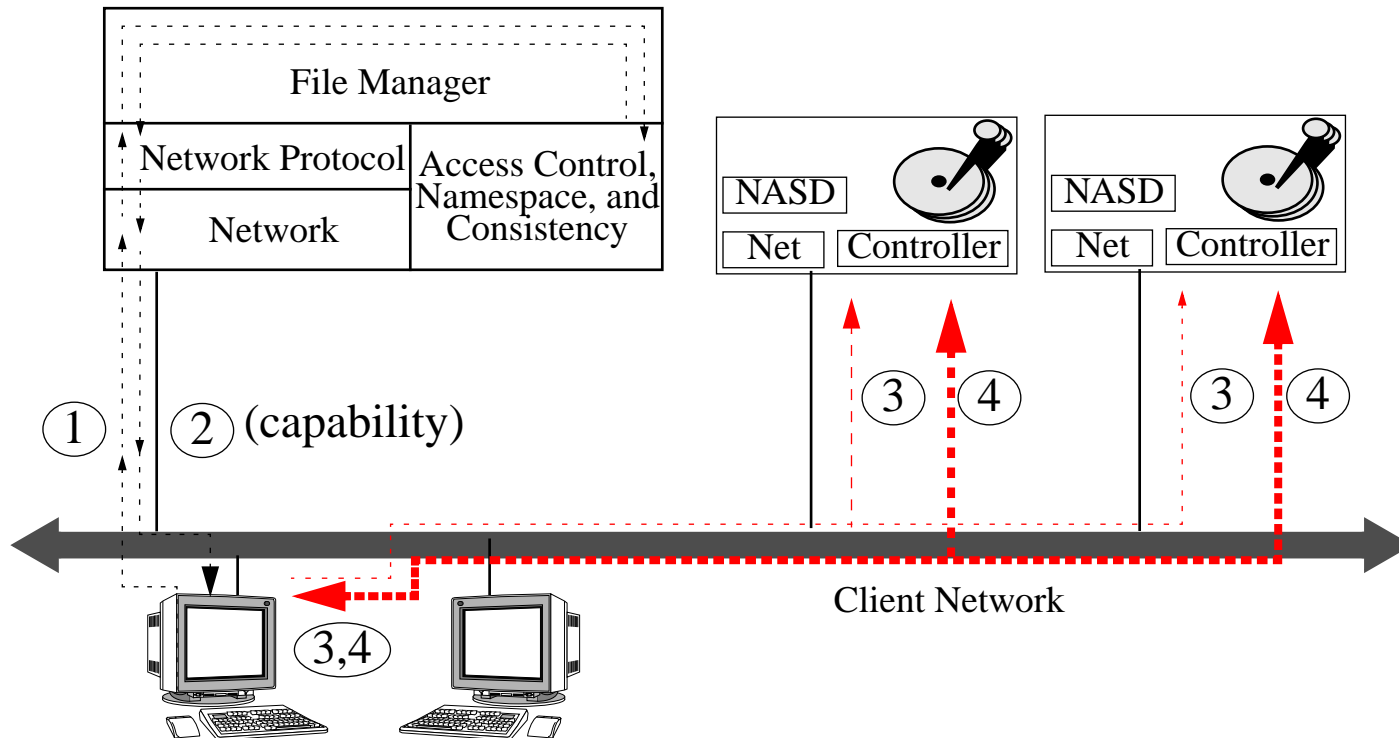 File Manager
Network Protocol
Network
Access Control,
Namespace, and
Consistency
NASD
Net
Controller
NASD
Net
Controller
1
2
(capability)
3
4
3
4
Client Network
3,4